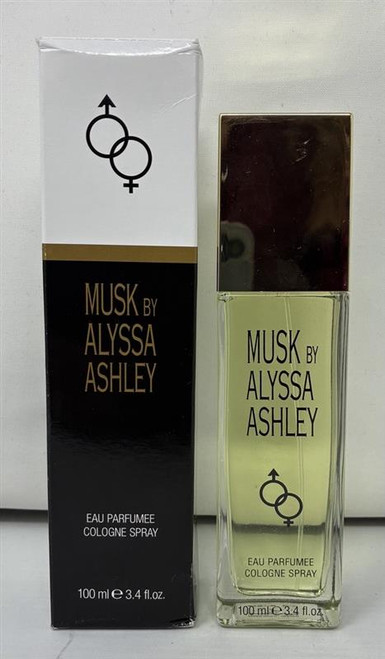 MUSK BY
ALYSSA
ASHLEY
EAU PARFUMEE
COLOGNE SPRAY
100 ml e 3.4 fl.oz.
MUSK BY
ALYSSA
ASHLEY
EAU PARFUMEE
COLOGNE SPRAY
100 ml e 3.4 fl.oz.